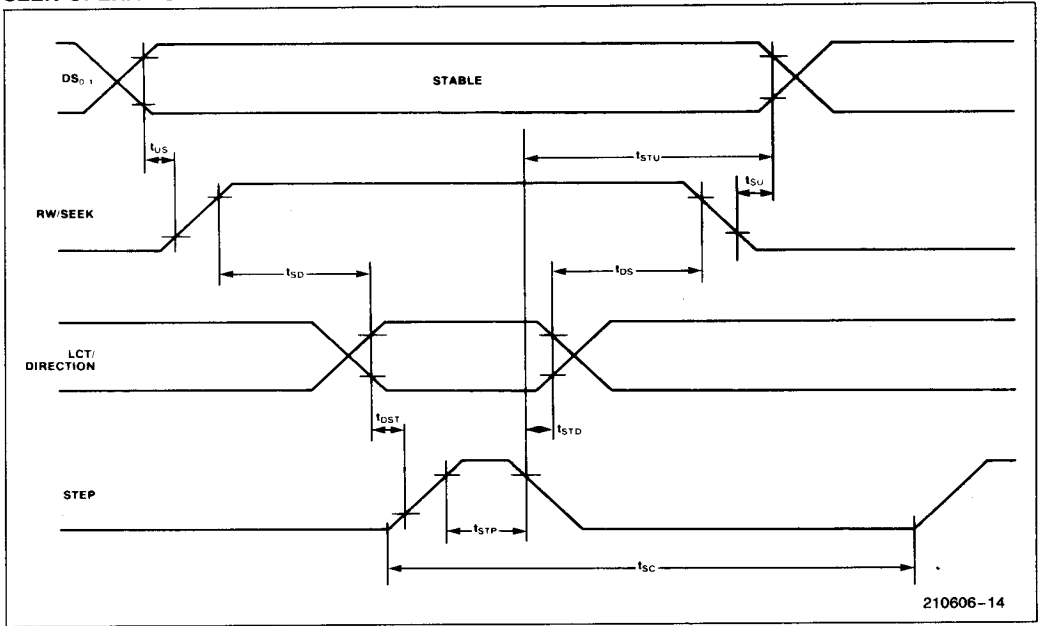 DS₀,₁
STABLE
tUS
tSTU
tSU
RW/SEEK
tSD
tDS
LCT/
DIRECTION
tDST
tSTD
STEP
tSTP
tSC
210606-14